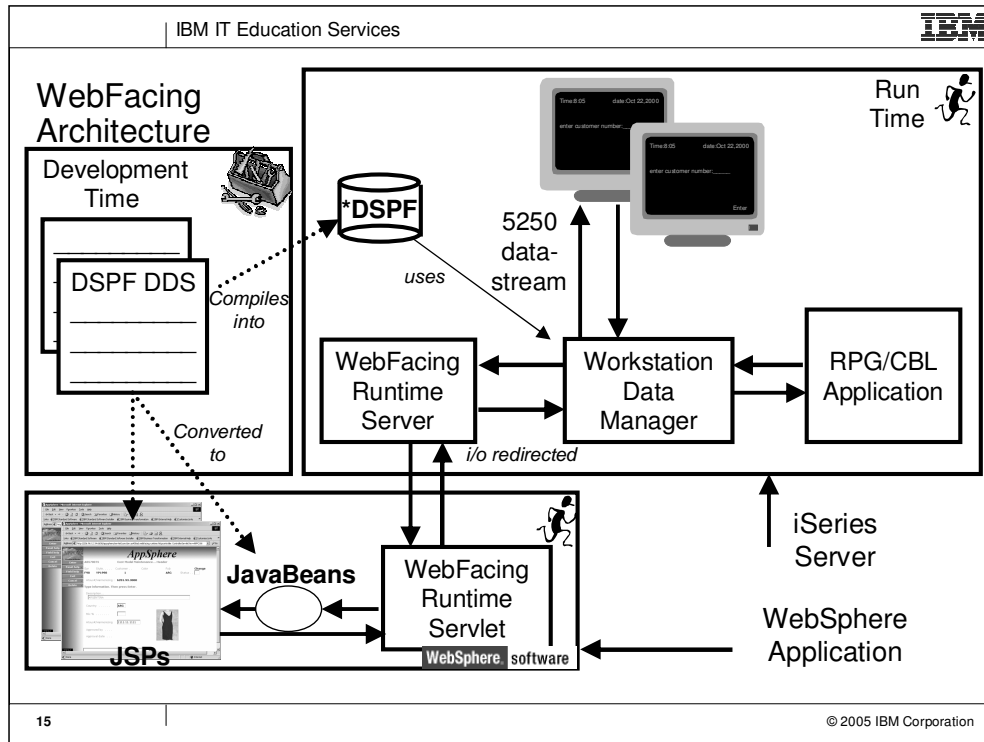 IBM IT Education Services
IBM
WebFacing
Architecture
Run
Time
Time:8:05 date:Oct 22,2000
enter customer number:___
Time:8:05 date:Oct 22,2000
enter customer number:_____
Enter
Development
Time
DSPF DDS
*DSPF
Compiles
into
uses
5250
data-
stream
WebFacing
Runtime
Server
Workstation
Data
Manager
RPG/CBL
Application
Converted
to
i/o redirected
iSeries
Server
AppSphere
JavaBeans
JSPs
WebFacing
Runtime
Servlet
WebSphere. software
WebSphere
Application
15
© 2005 IBM Corporation